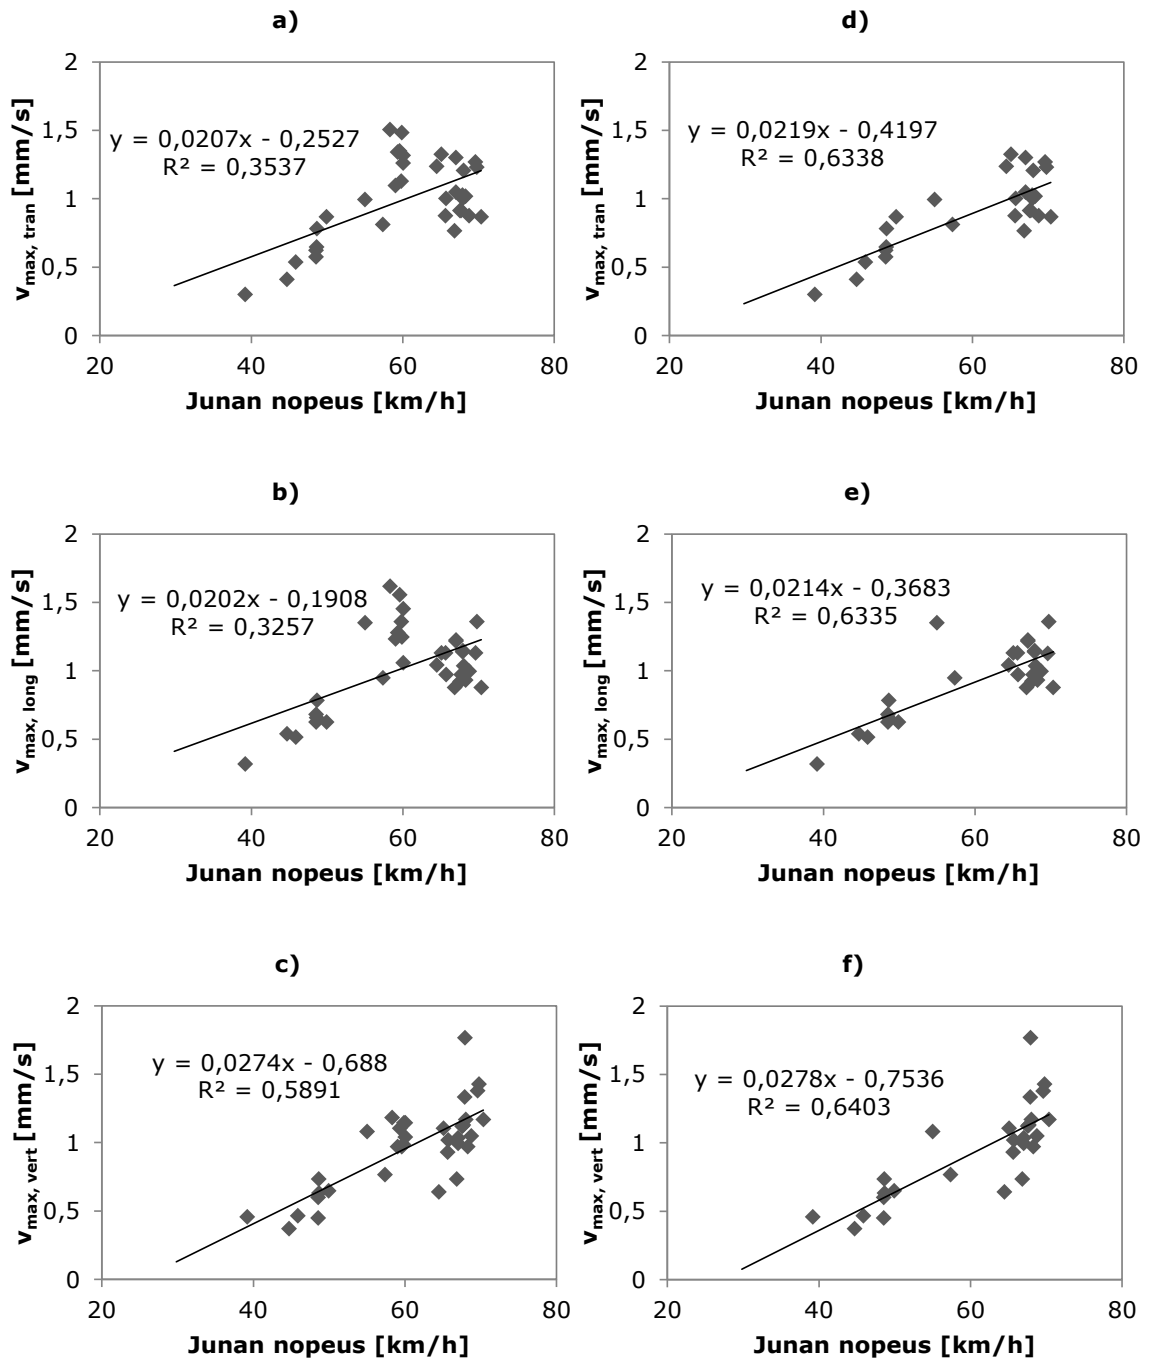 a)
v max, tran [mm/s]
2
1,5
1
0,5
0
y = 0,0207x - 0,2527
R² = 0,3537
20 40 60 80
Junan nopeus [km/h]
d)
v max, tran [mm/s]
2
1,5
1
0,5
0
y = 0,0219x - 0,4197
R² = 0,6338
20 40 60 80
Junan nopeus [km/h]
b)
v max, long [mm/s]
2
1,5
1
0,5
0
y = 0,0202x - 0,1908
R² = 0,3257
20 40 60 80
Junan nopeus [km/h]
e)
v max, long [mm/s]
2
1,5
1
0,5
0
y = 0,0214x - 0,3683
R² = 0,6335
20 40 60 80
Junan nopeus [km/h]
c)
v max, vert [mm/s]
2
1,5
1
0,5
0
y = 0,0274x - 0,688
R² = 0,5891
20 40 60 80
Junan nopeus [km/h]
f)
v max, vert [mm/s]
2
1,5
1
0,5
0
y = 0,0278x - 0,7536
R² = 0,6403
20 40 60 80
Junan nopeus [km/h]